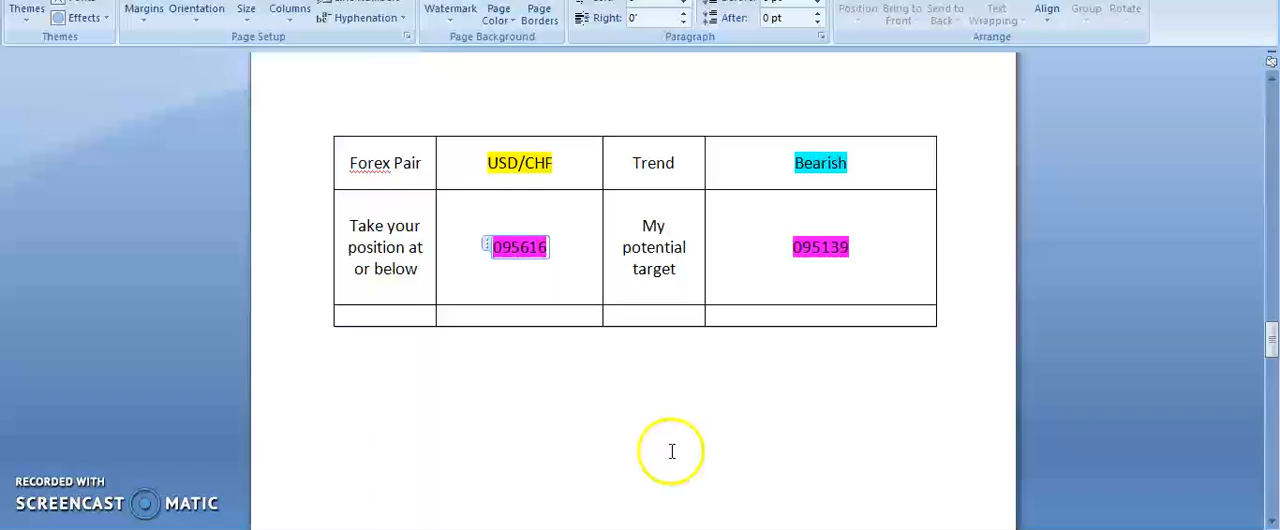 Themes
Effects
Themes
Margins Orientation Size Columns
Hyphenation
Page Setup
Watermark Page Color Page Borders
Page Background
Right: 0"
After: 0 pt
Paragraph
Position Bring to Front Send to Back Text Wrapping Align Group Rotate
Arrange
Forex Pair
USD/CHF
Trend
Bearish
Take your
position at
or below
095616
My
potential
target
095139
RECORDED WITH
SCREENCAST MATIC